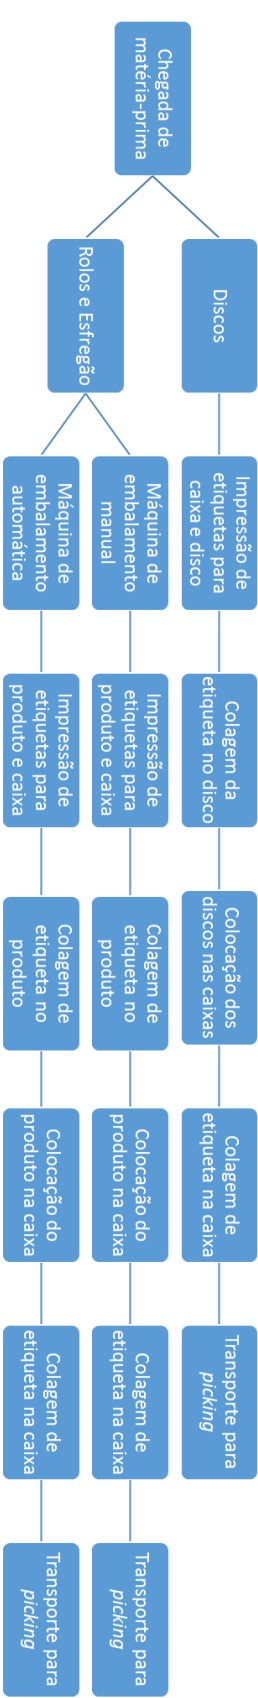 Chegada de
matéria-prima
Discos
Impressão de
etiquetas para
caixa e disco
Colagem da
etiqueta no disco
Colocação dos
discos nas caixas
Colagem de
etiqueta na caixa
Transporte para
picking
Rolos e Esfregão
Máquina de
embalamento
manual
Impressão de
etiquetas para
produto e caixa
Colagem de
etiqueta no
produto
Colocação do
produto na caixa
Colagem de
etiqueta na caixa
Transporte para
picking
Máquina de
embalamento
automática
Impressão de
etiquetas para
produto e caixa
Colagem de
etiqueta no
produto
Colocação do
produto na caixa
Colagem de
etiqueta na caixa
Transporte para
picking